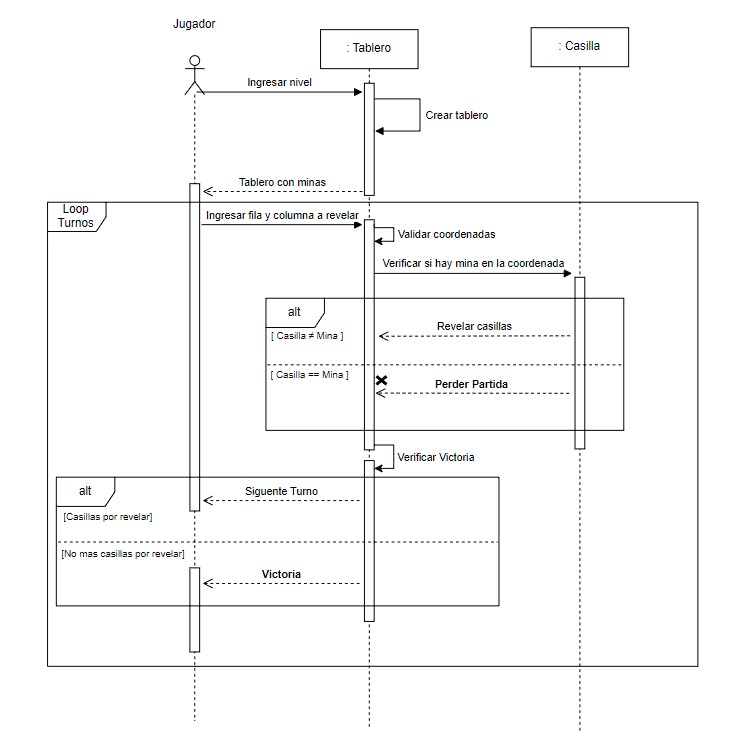 Jugador
: Tablero
: Casilla
Ingresar nivel
Crear tablero
Tablero con minas
Loop
Turnos
Ingresar fila y columna a revelar
Validar coordenadas
Verificar si hay mina en la coordenada
alt
Revelar casillas
[ Casilla ≠ Mina ]
[ Casilla == Mina ]
Perder Partida
Verificar Victoria
alt
Siguente Turno
[Casillas por revelar]
[No mas casillas por revelar]
Victoria